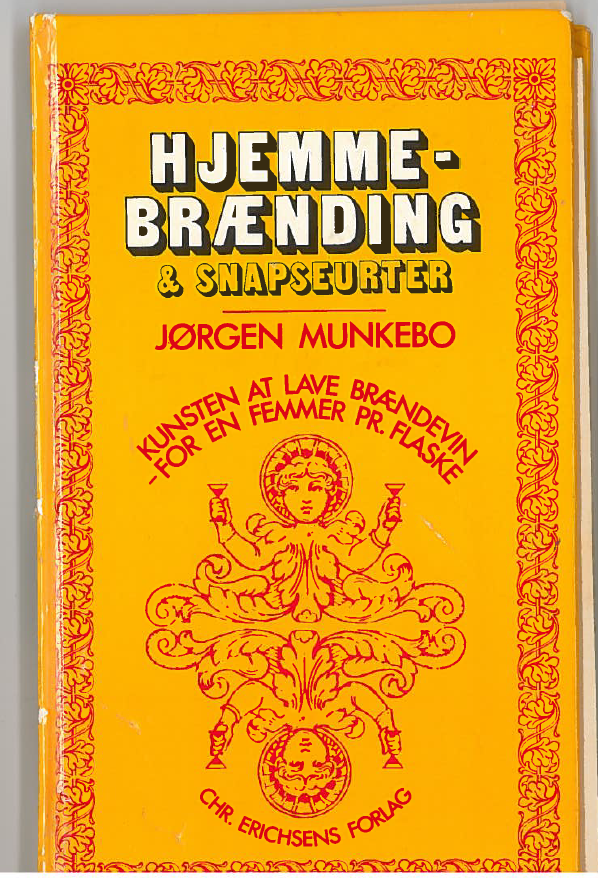 HJEMME-
BRÆNDING
& SNAPSEURTER
JØRGEN MUNKEBO
KUNSTEN AT LAVE BRÆNDEVIN
-FOR EN FEMMER PR. FLASKE
CHR. ERICHSENS FORLAG